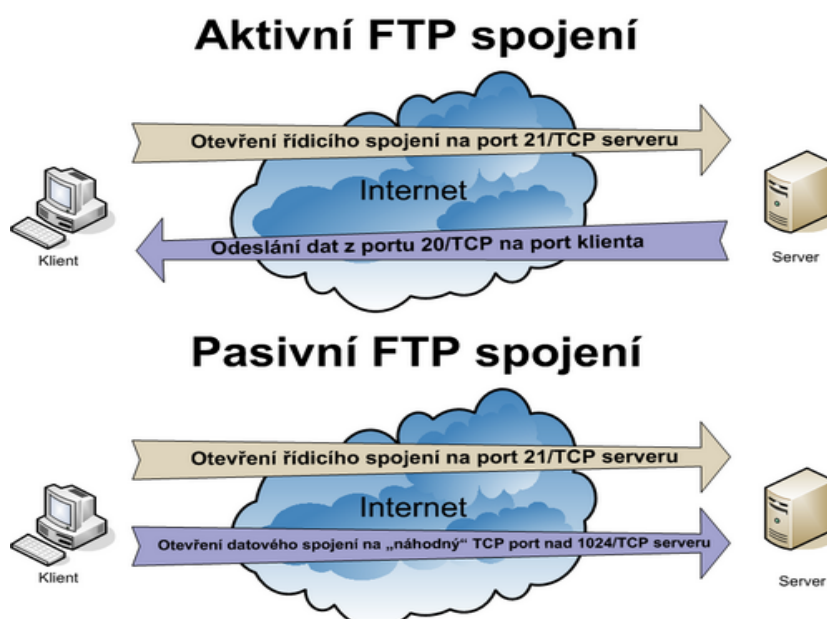 Aktivní FTP spojení
Otevření řídicího spojení na port 21/TCP serveru
Internet
Odeslání dat z portu 20/TCP na port klienta
Klient
Server
Pasivní FTP spojení
Otevření řídicího spojení na port 21/TCP serveru
Internet
Otevření datového spojení na „náhodný“ TCP port nad 1024/TCP serveru
Klient
Server